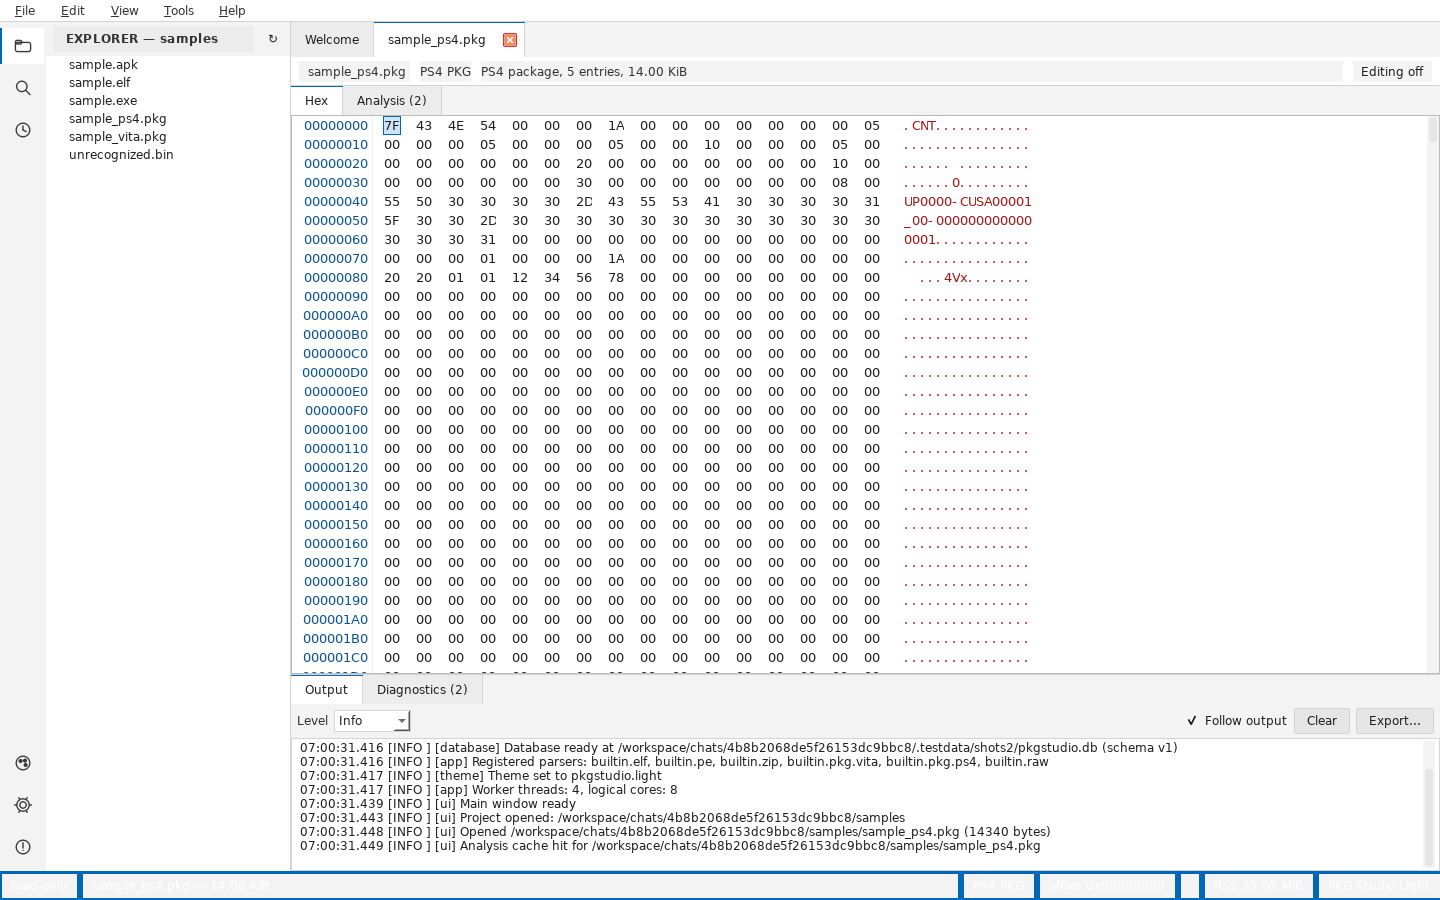 File Edit View Tools Help
EXPLORER — samples ↻
sample.apk
sample.elf
sample.exe
sample_ps4.pkg
sample_vita.pkg
unrecognized.bin
Welcome sample_ps4.pkg
sample_ps4.pkg PS4 PKG PS4 package, 5 entries, 14.00 KiB Editing off
Hex Analysis (2)
00000000 7F 43 4E 54 00 00 00 1A 00 00 00 00 00 00 00 05 .CNT............
00000010 00 00 00 05 00 00 00 05 00 00 10 00 00 00 05 00 ................
00000020 00 00 00 00 00 00 20 00 00 00 00 00 00 00 10 00 ...... .........
00000030 00 00 00 00 00 00 30 00 00 00 00 00 00 00 08 00 ......0.........
00000040 55 50 30 30 30 30 2D 43 55 53 41 30 30 30 30 31 UP0000-CUSA00001
00000050 5F 30 30 2D 30 30 30 30 30 30 30 30 30 30 30 30 _00-000000000000
00000060 30 30 30 31 00 00 00 00 00 00 00 00 00 00 00 00 0001............
00000070 00 00 00 01 00 00 00 1A 00 00 00 00 00 00 00 00 ................
00000080 20 20 01 01 12 34 56 78 00 00 00 00 00 00 00 00   ...4Vx........
00000090 00 00 00 00 00 00 00 00 00 00 00 00 00 00 00 00 ................
000000A0 00 00 00 00 00 00 00 00 00 00 00 00 00 00 00 00 ................
000000B0 00 00 00 00 00 00 00 00 00 00 00 00 00 00 00 00 ................
000000C0 00 00 00 00 00 00 00 00 00 00 00 00 00 00 00 00 ................
000000D0 00 00 00 00 00 00 00 00 00 00 00 00 00 00 00 00 ................
000000E0 00 00 00 00 00 00 00 00 00 00 00 00 00 00 00 00 ................
000000F0 00 00 00 00 00 00 00 00 00 00 00 00 00 00 00 00 ................
00000100 00 00 00 00 00 00 00 00 00 00 00 00 00 00 00 00 ................
00000110 00 00 00 00 00 00 00 00 00 00 00 00 00 00 00 00 ................
00000120 00 00 00 00 00 00 00 00 00 00 00 00 00 00 00 00 ................
00000130 00 00 00 00 00 00 00 00 00 00 00 00 00 00 00 00 ................
00000140 00 00 00 00 00 00 00 00 00 00 00 00 00 00 00 00 ................
00000150 00 00 00 00 00 00 00 00 00 00 00 00 00 00 00 00 ................
00000160 00 00 00 00 00 00 00 00 00 00 00 00 00 00 00 00 ................
00000170 00 00 00 00 00 00 00 00 00 00 00 00 00 00 00 00 ................
00000180 00 00 00 00 00 00 00 00 00 00 00 00 00 00 00 00 ................
00000190 00 00 00 00 00 00 00 00 00 00 00 00 00 00 00 00 ................
000001A0 00 00 00 00 00 00 00 00 00 00 00 00 00 00 00 00 ................
000001B0 00 00 00 00 00 00 00 00 00 00 00 00 00 00 00 00 ................
000001C0 00 00 00 00 00 00 00 00 00 00 00 00 00 00 00 00 ................
Output Diagnostics (2)
Level Info ✔ Follow output Clear Export...
07:00:31.416 [INFO ] [database] Database ready at /workspace/chats/4b8b2068de5f26153dc9bbc8/.testdata/shots2/pkgstudio.db (schema v1)
07:00:31.416 [INFO ] [app] Registered parsers: builtin.elf, builtin.pe, builtin.zip, builtin.pkg.vita, builtin.pkg.ps4, builtin.raw
07:00:31.417 [INFO ] [theme] Theme set to pkgstudio.light
07:00:31.417 [INFO ] [app] Worker threads: 4, logical cores: 8
07:00:31.439 [INFO ] [ui] Main window ready
07:00:31.443 [INFO ] [ui] Project opened: /workspace/chats/4b8b2068de5f26153dc9bbc8/samples
07:00:31.448 [INFO ] [ui] Opened /workspace/chats/4b8b2068de5f26153dc9bbc8/samples/sample_ps4.pkg (14340 bytes)
07:00:31.449 [INFO ] [ui] Analysis cache hit for /workspace/chats/4b8b2068de5f26153dc9bbc8/samples/sample_ps4.pkg
read-only sample_ps4.pkg — 14.00 KiB PS4 PKG offset 0x00000000 RSS 35.05 MiB PKG Studio Light